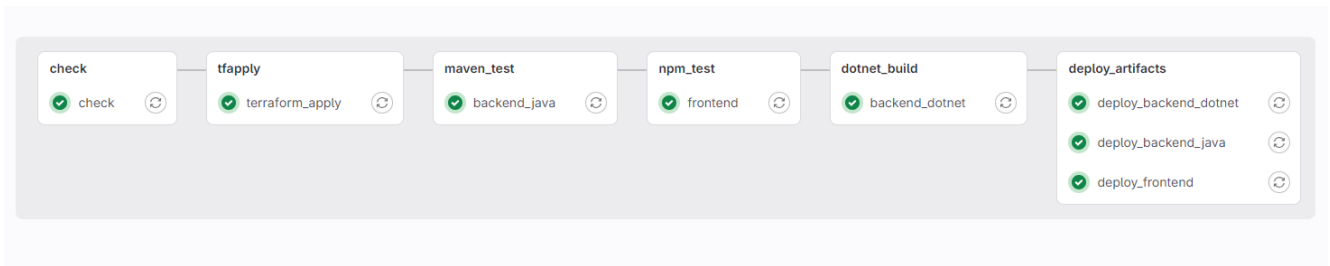 check
check
tfapply
terraform_apply
maven_test
backend_java
npm_test
frontend
dotnet_build
backend_dotnet
deploy_artifacts
deploy_backend_dotnet
deploy_backend_java
deploy_frontend